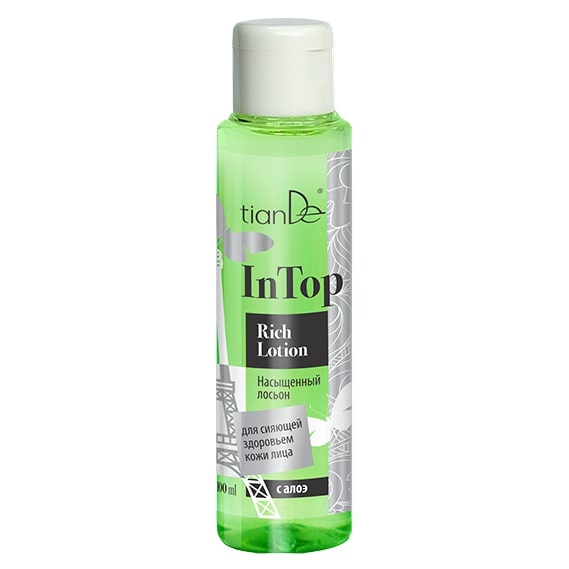 tianDe®
InTop
Rich
Lotion
Насыщенный
лосьон
для сияющей
здоровьем
кожи лица
100 ml
с алоэ